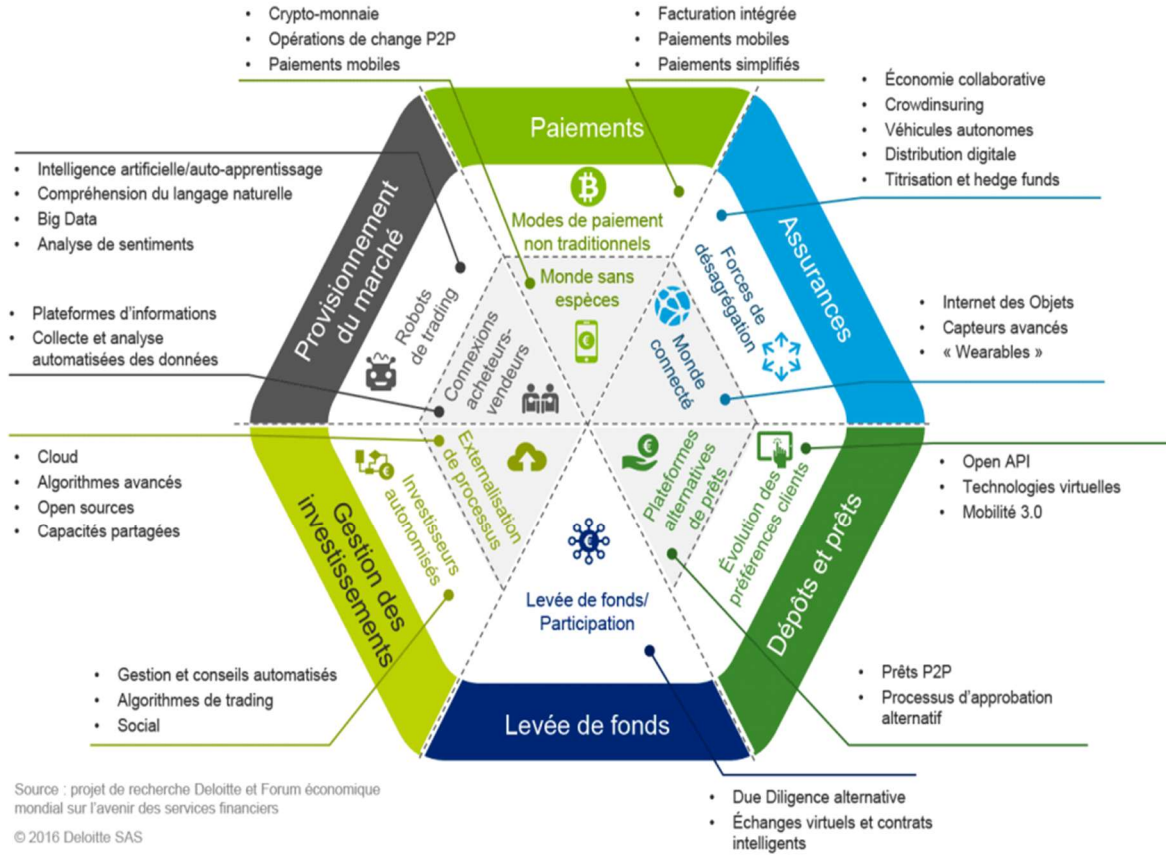 • Crypto-monnaie
• Opérations de change P2P
• Paiements mobiles
• Facturation intégrée
• Paiements mobiles
• Paiements simplifiés
• Économie collaborative
• Crowdinsuring
• Véhicules autonomes
• Distribution digitale
• Titrisation et hedge funds
• Intelligence artificielle/auto-apprentissage
• Compréhension du langage naturelle
• Big Data
• Analyse de sentiments
• Plateformes d'informations
• Collecte et analyse
automatisées des données
• Internet des Objets
• Capteurs avancés
• « Wearables »
Paiements
Modes de paiement
non traditionnels
Monde sans
espèces
Provisionnement
du marché
Robots
de trading
Connexions
acheteurs-
vendeurs
Assurances
Forces de
désagrégation
Monde
connecté
• Cloud
• Algorithmes avancés
• Open sources
• Capacités partagées
• Open API
• Technologies virtuelles
• Mobilité 3.0
Gestion des
investissements
Investisseurs
autonomisés
Externalisation
de processus
Plateformes
alternatives
de prêts
Évolution des
préférences clients
Dépôts et prêts
Levée de fonds/
Participation
Levée de fonds
• Gestion et conseils automatisés
• Algorithmes de trading
• Social
• Prêts P2P
• Processus d'approbation
alternatif
• Due Diligence alternative
• Échanges virtuels et contrats
intelligents
Source : projet de recherche Deloitte et Forum économique
mondial sur l'avenir des services financiers
© 2016 Deloitte SAS